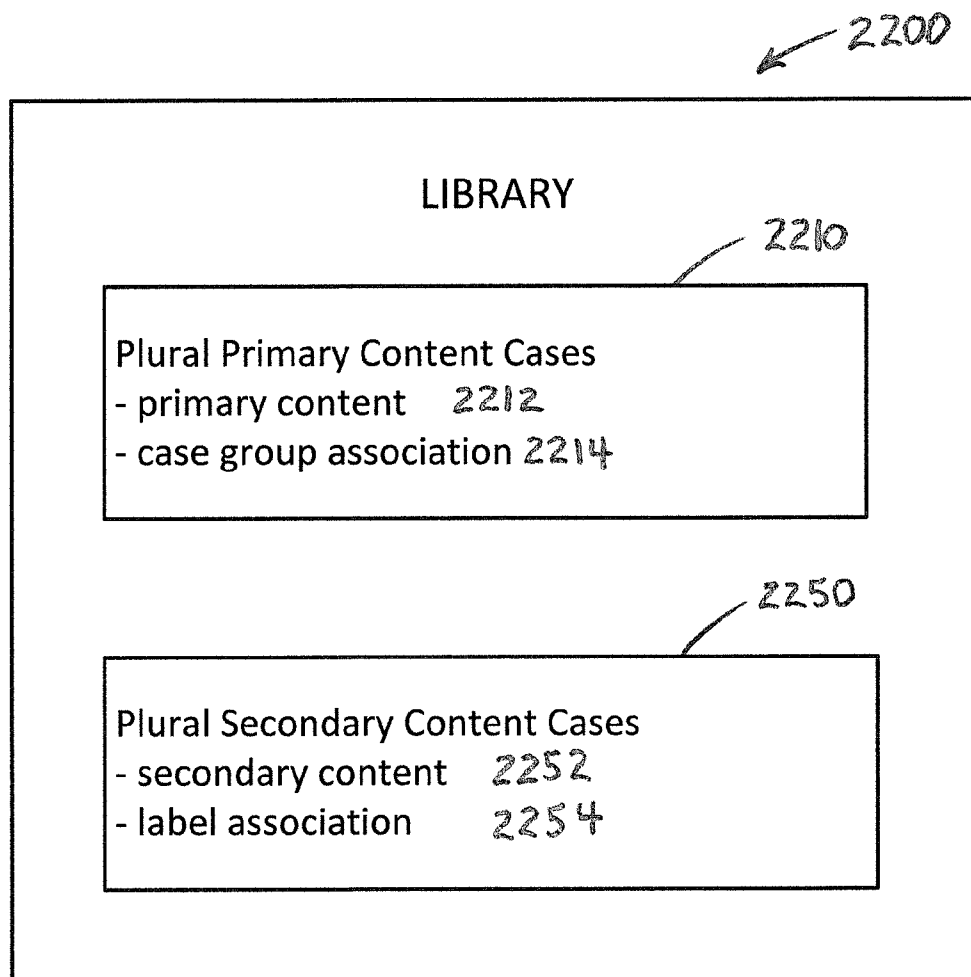 2200
LIBRARY
2210
Plural Primary Content Cases
- primary content 2212
- case group association 2214
2250
Plural Secondary Content Cases
- secondary content 2252
- label association 2254